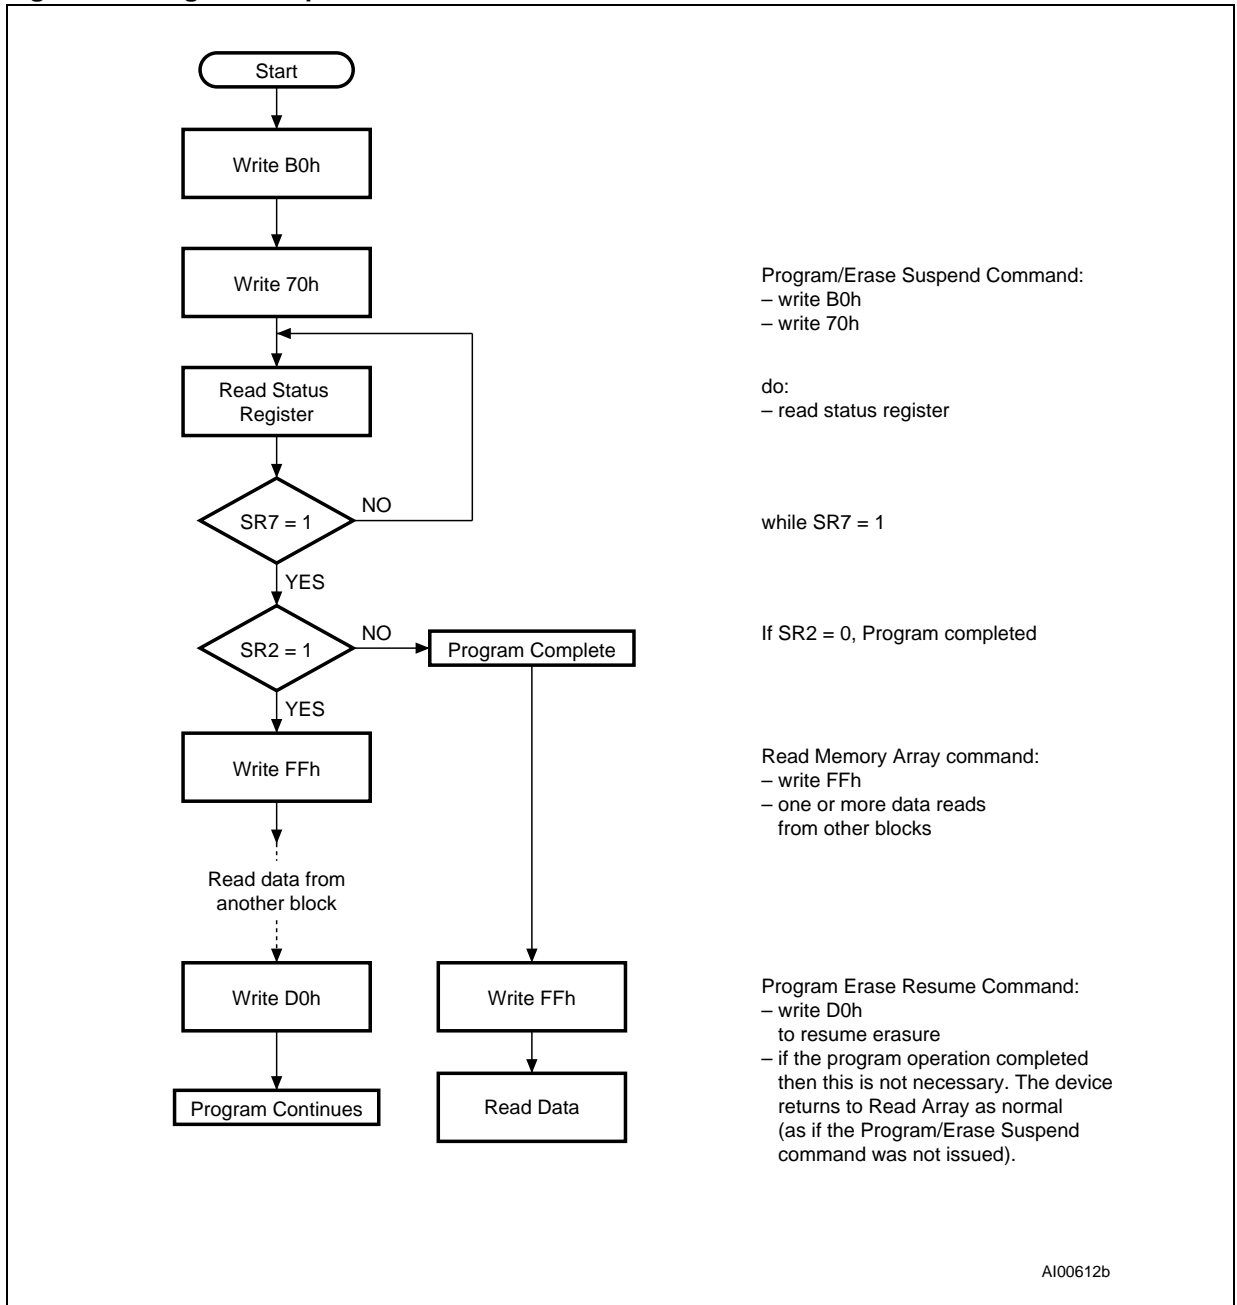 Start
Write B0h
Write 70h
Program/Erase Suspend Command:
– write B0h
– write 70h
Read Status
Register
do:
– read status register
NO
SR7 = 1
while SR7 = 1
YES
NO
SR2 = 1
Program Complete
If SR2 = 0, Program completed
YES
Write FFh
Read Memory Array command:
– write FFh
– one or more data reads
from other blocks
Read data from
another block
Write D0h
Write FFh
Program Erase Resume Command:
– write D0h
to resume erasure
– if the program operation completed
then this is not necessary. The device
returns to Read Array as normal
(as if the Program/Erase Suspend
command was not issued).
Program Continues
Read Data
AI00612b